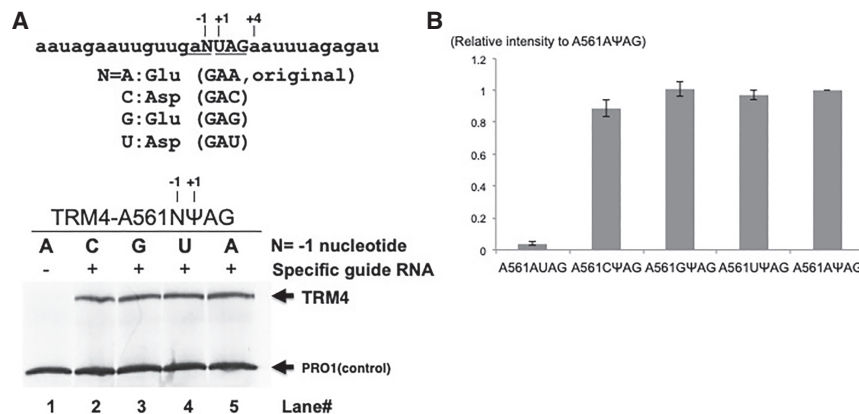 A
-1 +1 +4
aauagaauuguugaNUAGaauuuagagau
N=A:Glu (GAA,original)
C:Asp (GAC)
G:Glu (GAG)
U:Asp (GAU)
-1 +1
TRM4-A561NΨAG
A C G U A N= -1 nucleotide
- + + + + Specific guide RNA
TRM4
PRO1(control)
1 2 3 4 5 Lane#
B
(Relative intensity to A561AΨAG)
1.2
1
0.8
0.6
0.4
0.2
0
A561AUAG A561CΨAG A561GΨAG A561UΨAG A561AΨAG